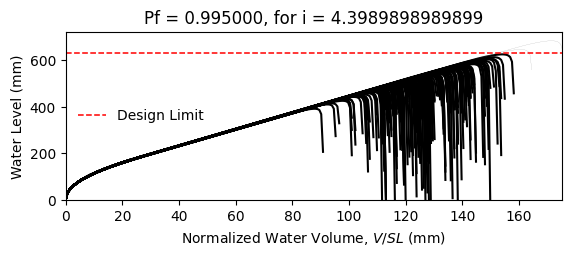 Pf = 0.995000, for i = 4.3989898989899
Water Level (mm)
600
400
200
0
Design Limit
0 20 40 60 80 100 120 140 160
Normalized Water Volume, V/SL (mm)